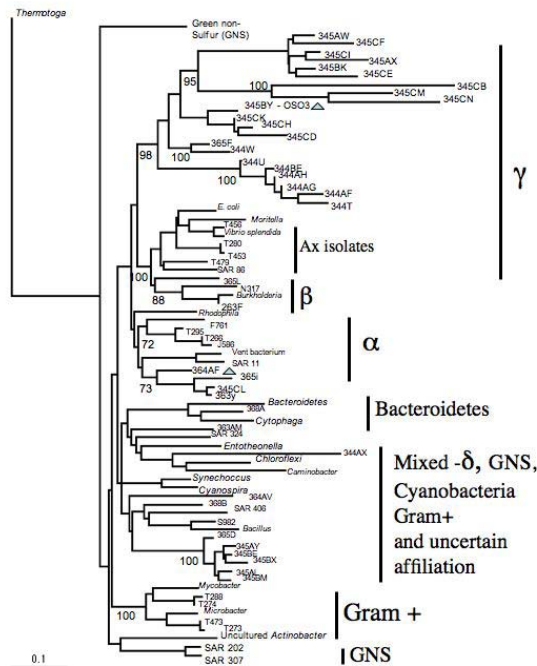 Thermotoga
Green non-
Sulfur (GNS)
345AW
345CF
345CI
345AX
345BK
345CE
95
100
345CB
345CM
345CN
345BY - OSO3
345CK
345CH
345CD
98
365F
100
344W
344U
100
344BE
344AH
344AG
344AF
344T
γ
E. coli
Moritella
T456
Vibrio splendida
T280
T453
T479
SAR 86
Ax isolates
100
365L
N317
88
Burkholderia
263F
β
Rhodophila
F761
T295
T266
J586
72
Vent bacterium
SAR 11
364AF
365i
73
345CL
363y
α
Bacteroidetes
368A
Cytophaga
Bacteroidetes
383AM
SAR 324
Entotheonella
344AX
Chloroflexi
Caminobacter
Synechoccus
Cyanospira
364AV
368B
SAR 406
S982
Bacillus
365D
345AY
345BE
345BX
100
345AL
345BM
Mixed -δ, GNS,
Cyanobacteria
Gram+
and uncertain
affiliation
Mycobacter
T288
T274
100
Microbacter
T473
T273
Gram +
Uncultured Actinobacter
SAR 202
SAR 307
GNS
0.1